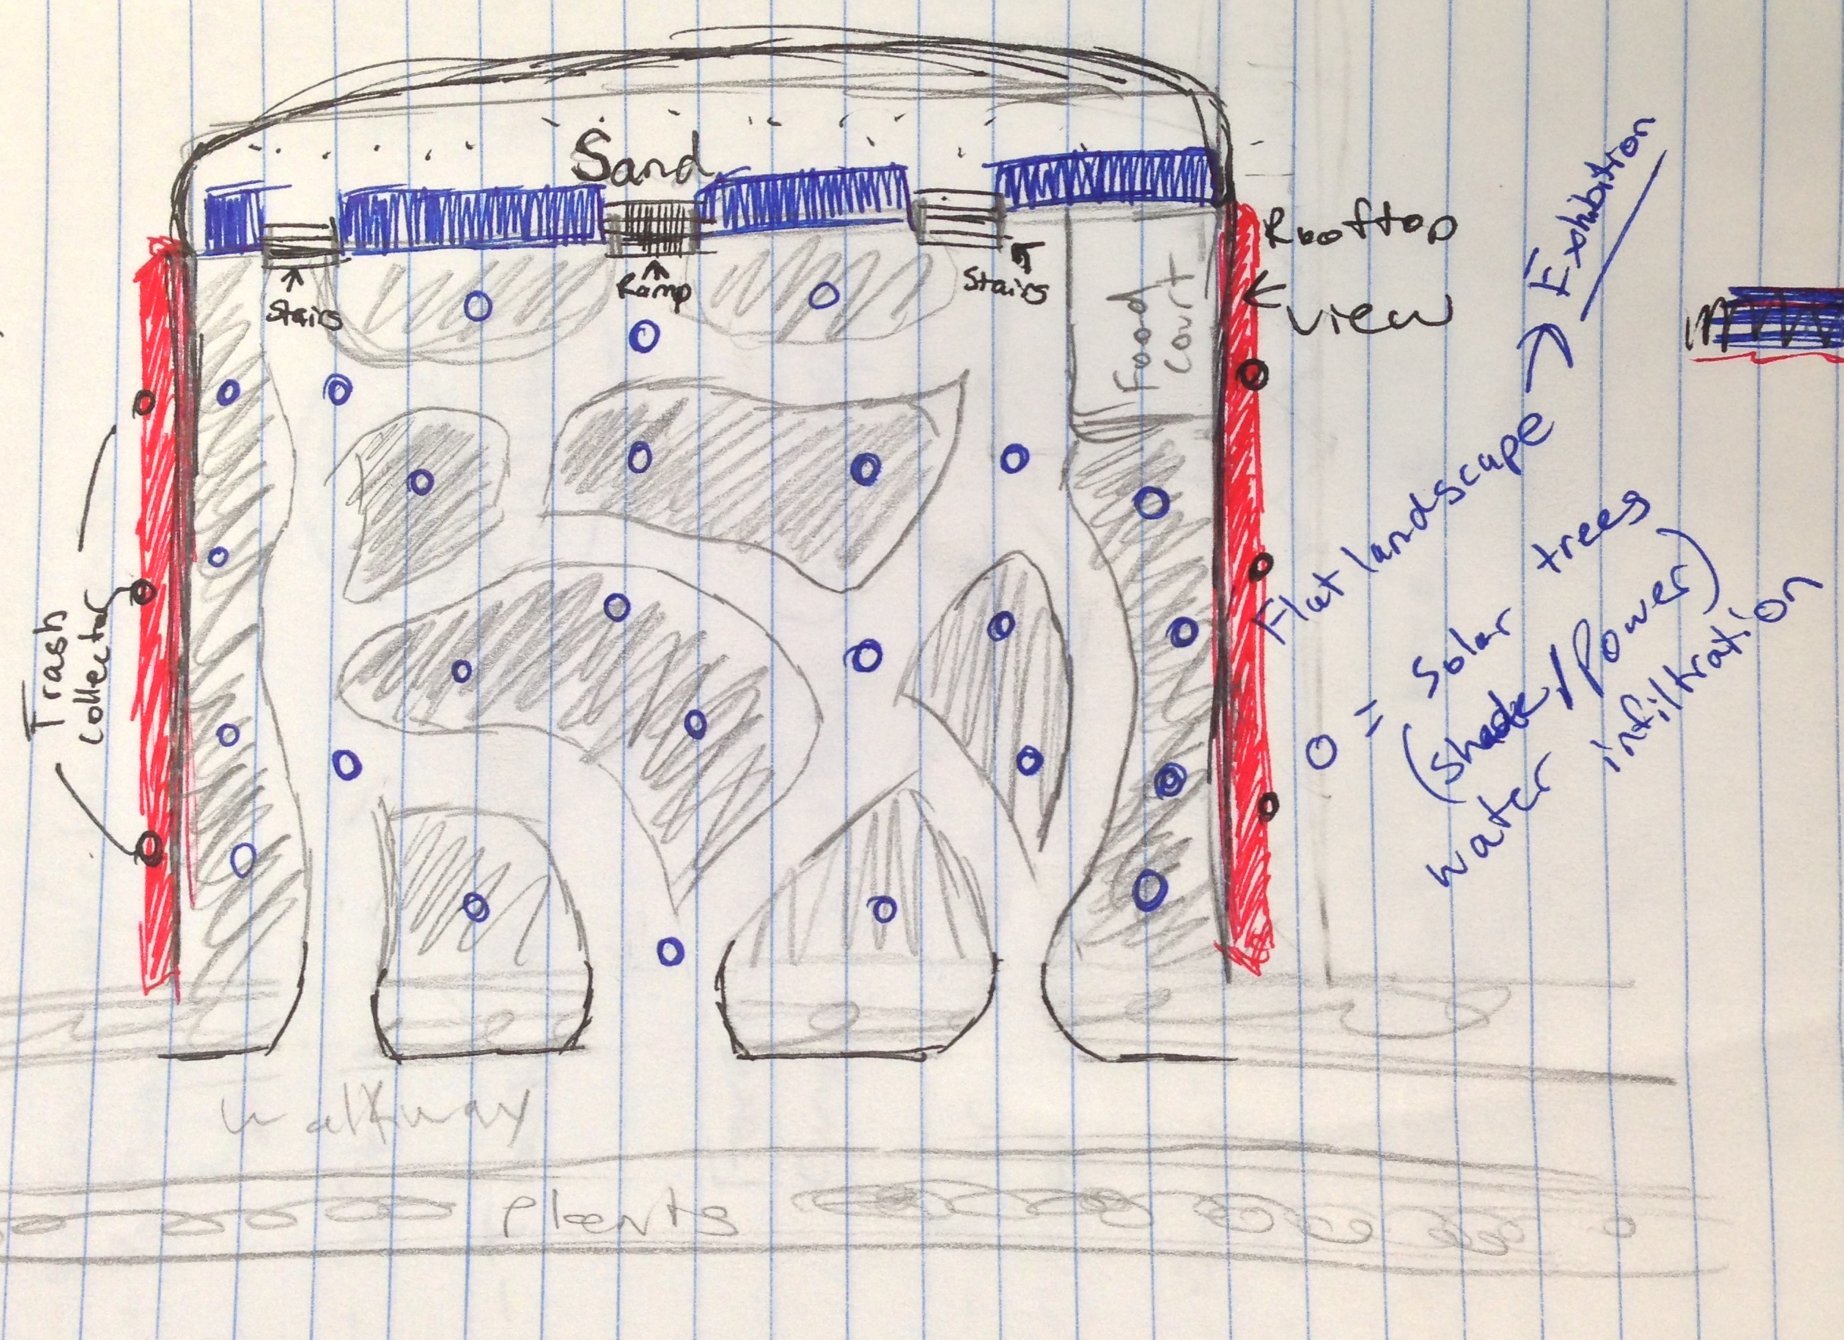 Sand
Stairs
Ramp
Stairs
Food
Court
Rooftop
view
Trash
collector
Flat landscape → Exhibition
O = Solar trees
(Shade/Power)
water infiltration
walkway
Plants